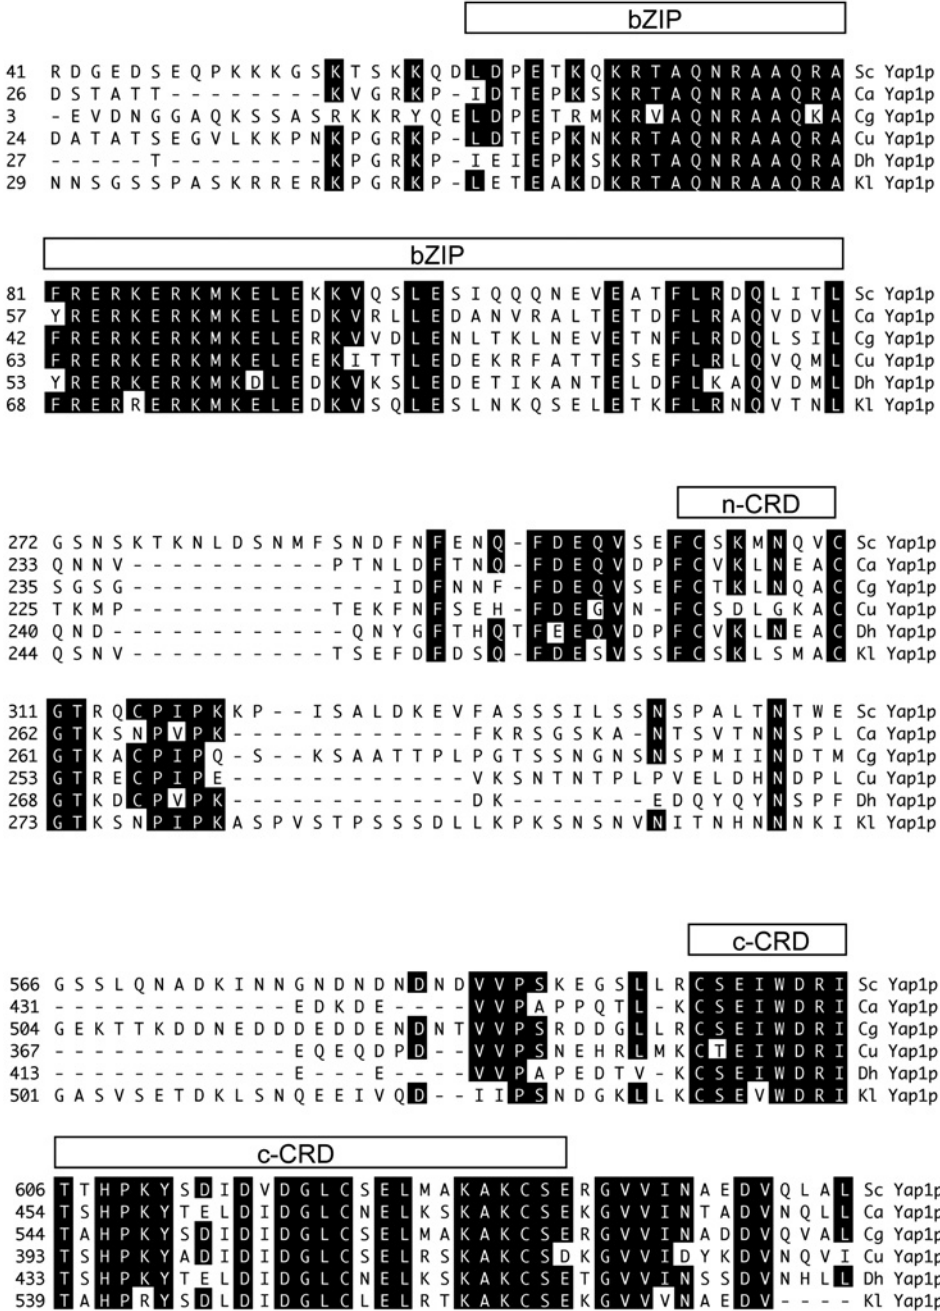 bZIP
41 R D G E D S E Q P K K K G S K T S K K Q D L D P E T K Q K R T A Q N R A A Q R A Sc Yap1p
26 D S T A T T - - - - - - - - K V G R K P - I D T E P K S K R T A Q N R A A Q R A Ca Yap1p
3 - E V D N G G A Q K S S A S R K K R Y Q E L D P E T R M K R V A Q N R A A Q K A Cg Yap1p
24 D A T A T S E G V L K K P N K P G R K P - L D T E P K N K R T A Q N R A A Q R A Cu Yap1p
27 - - - - - T - - - - - - - - K P G R K P - I E I E P K S K R T A Q N R A A Q R A Dh Yap1p
29 N N S G S S P A S K R R E R K P G R K P - L E T E A K D K R T A Q N R A A Q R A Kl Yap1p
bZIP
81 F R E R K E R K M K E L E K K V Q S L E S I Q Q Q N E V E A T F L R D Q L I T L Sc Yap1p
57 Y R E R K E R K M K E L E D K V R L L E D A N V R A L T E T D F L R A Q V D V L Ca Yap1p
42 F R E R K E R K M K E L E R K V V D L E N L T K L N E V E T N F L R D Q L S I L Cg Yap1p
63 F R E R K E R K M K E L E E K I T T L E D E K R F A T T E S E F L R L Q V Q M L Cu Yap1p
53 Y R E R K E R K M K D L E D K V K S L E D E T I K A N T E L D F L K A Q V D M L Dh Yap1p
68 F R E R R E R K M K E L E D K V S Q L E S L N K Q S E L E T K F L R N Q V T N L Kl Yap1p
n-CRD
272 G S N S K T K N L D S N M F S N D F N F E N Q - F D E Q V S E F C S K M N Q V C Sc Yap1p
233 Q N N V - - - - - - - - - - - P T N L D F T N Q - F D E Q V D P F C V K L N E A C Ca Yap1p
235 S G S G - - - - - - - - - - - - - - I D F N N F - F D E Q V S E F C T K L N Q A C Cg Yap1p
225 T K M P - - - - - - - - - - - T E K F N F S E H - F D E G V N - F C S D L G K A C Cu Yap1p
240 Q N D - - - - - - - - - - - - Q N Y G F T H Q T F E E Q V D P F C V K L N E A C Dh Yap1p
244 Q S N V - - - - - - - - - - - T S E F D F D S Q - F D E S V S S F C S K L S M A C Kl Yap1p
311 G T R Q C P I P K K P - - I S A L D K E V F A S S S I L S S N S P A L T N T W E Sc Yap1p
262 G T K S N P V P K - - - - - - - - - - - - F K R S G S K A - N T S V T N N S P L Ca Yap1p
261 G T K A C P I P Q - S - - K S A A T T P L P G T S S N G N S N S P M I I N D T M Cg Yap1p
253 G T R E C P I P E - - - - - - - - - - - - V K S N T N T P L P V E L D H N D P L Cu Yap1p
268 G T K D C P V P K - - - - - - - - - - - - D K - - - - - - - E D Q Y Q Y N S P F Dh Yap1p
273 G T K S N P I P K A S P V S T P S S S D L L K P K S N S N V N I T N H N N N K I Kl Yap1p
c-CRD
566 G S S L Q N A D K I N N G N D N D N D N D V V P S K E G S L L R C S E I W D R I Sc Yap1p
431 - - - - - - - - - - - - E D K D E - - - - V V P A P P Q T L - K C S E I W D R I Ca Yap1p
504 G E K T T K D D N E D D D E D D E N D N T V V P S R D D G L L R C S E I W D R I Cg Yap1p
367 - - - - - - - - - - - - E Q E Q D P D - - V V P S N E H R L M K C T E I W D R I Cu Yap1p
413 - - - - - - - - - - - - E - - - E - - - - V V P A P E D T V - K C S E I W D R I Dh Yap1p
501 G A S V S E T D K L S N Q E E I V Q D - - I I P S N D G K L L K C S E V W D R I Kl Yap1p
c-CRD
606 T T H P K Y S D I D V D G L C S E L M A K A K C S E R G V V I N A E D V Q L A L Sc Yap1p
454 T S H P K Y T E L D I D G L C N E L K S K A K C S E K G V V I N T A D V N Q L L Ca Yap1p
544 T A H P K Y S D I D I D G L C S E L M S K A K C S E R G V V I N A D D V Q V A L Cg Yap1p
393 T S H P K Y A D I D I D G L C S E L R S K A K C S D K G V V I D Y K D V N Q V I Cu Yap1p
433 T S H P K Y T E L D I D G L C N E L K S K A K C S E T G V V I N S S D V N H L L Dh Yap1p
539 T A H P R Y S D L D I D G L C L E L R T K A K C S E K G V V V N A E D V - - - - Kl Yap1p